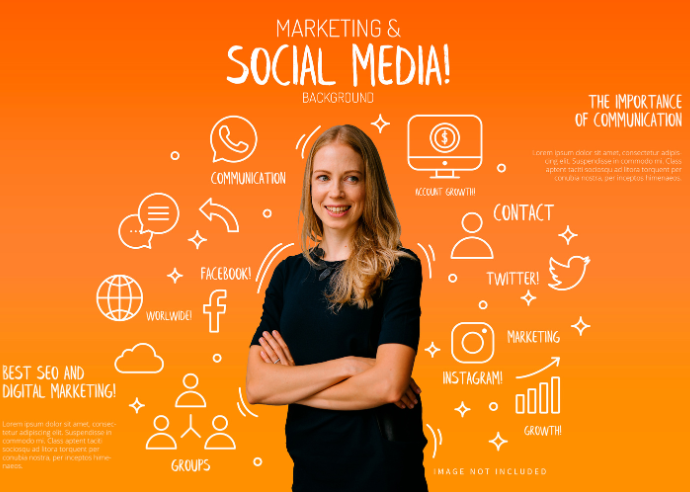 MARKETING &
SOCIAL MEDIA!
BACKGROUND
THE IMPORTANCE
OF COMMUNICATION
Lorem ipsum dolor sit amet, consectetur adipis-
cing elit. Suspendisse in commodo mi. Class
aptent taciti sociosqu ad litora torquent per
conubia nostra, per inceptos himenaeos.
COMMUNICATION
ACCOUNT GROWTH!
CONTACT
FACEBOOK!
TWITTER!
WORLWIDE!
MARKETING
INSTAGRAM!
BEST SEO AND
DIGITAL MARKETING!
Lorem ipsum dolor sit amet, consec-
tetur adipiscing elit. Suspendisse in
commodo mi. Class aptent taciti
sociosqu ad litora torquent per
conubia nostra, per inceptos hime-
naeos.
GROWTH!
GROUPS
IMAGE NOT INCLUDED